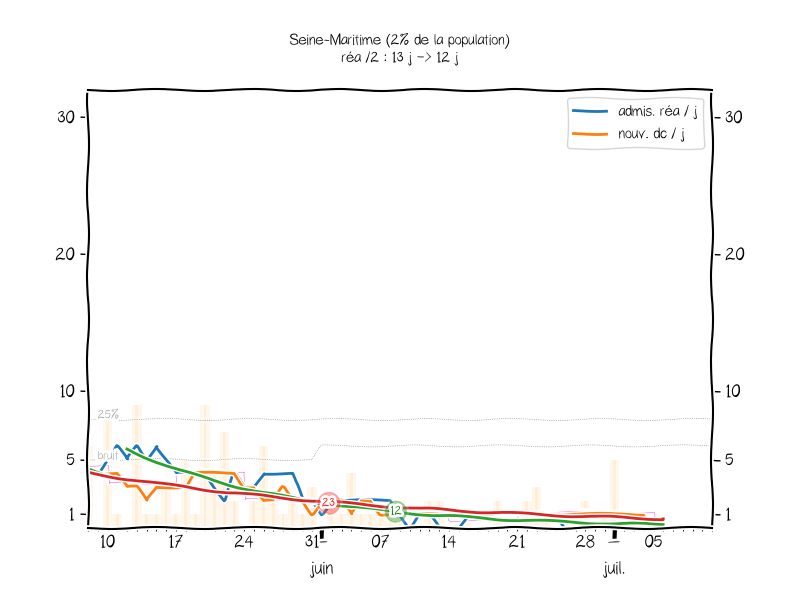 Seine-Maritime (2% de la population)
réa /2 : 13 j -> 12 j
admis. réa / j
nouv. dc / j
30
30
20
20
10
10
25%
bruit
5
5
23
12
1
1
10 17 24 31 07 14 21 28 05
juin juil.